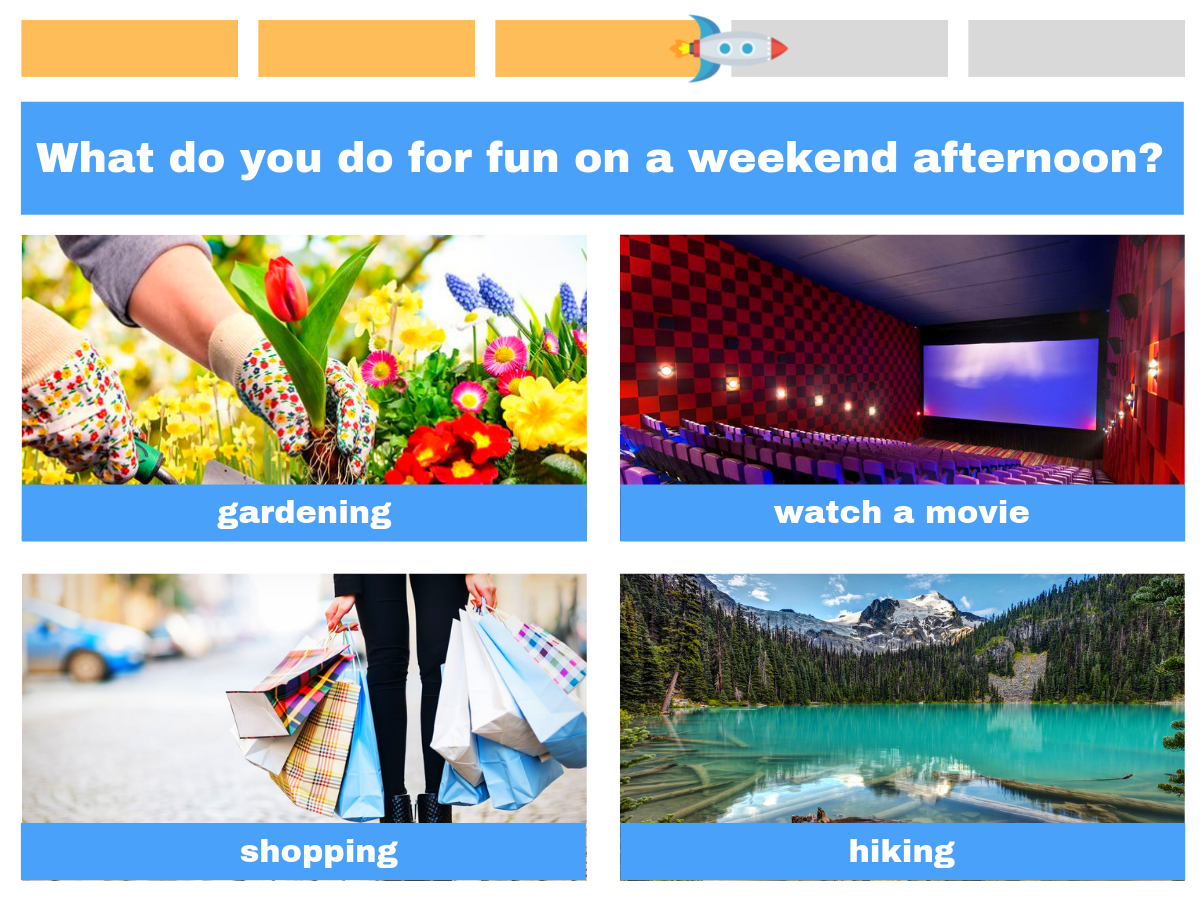 What do you do for fun on a weekend afternoon?
gardening
watch a movie
shopping
hiking